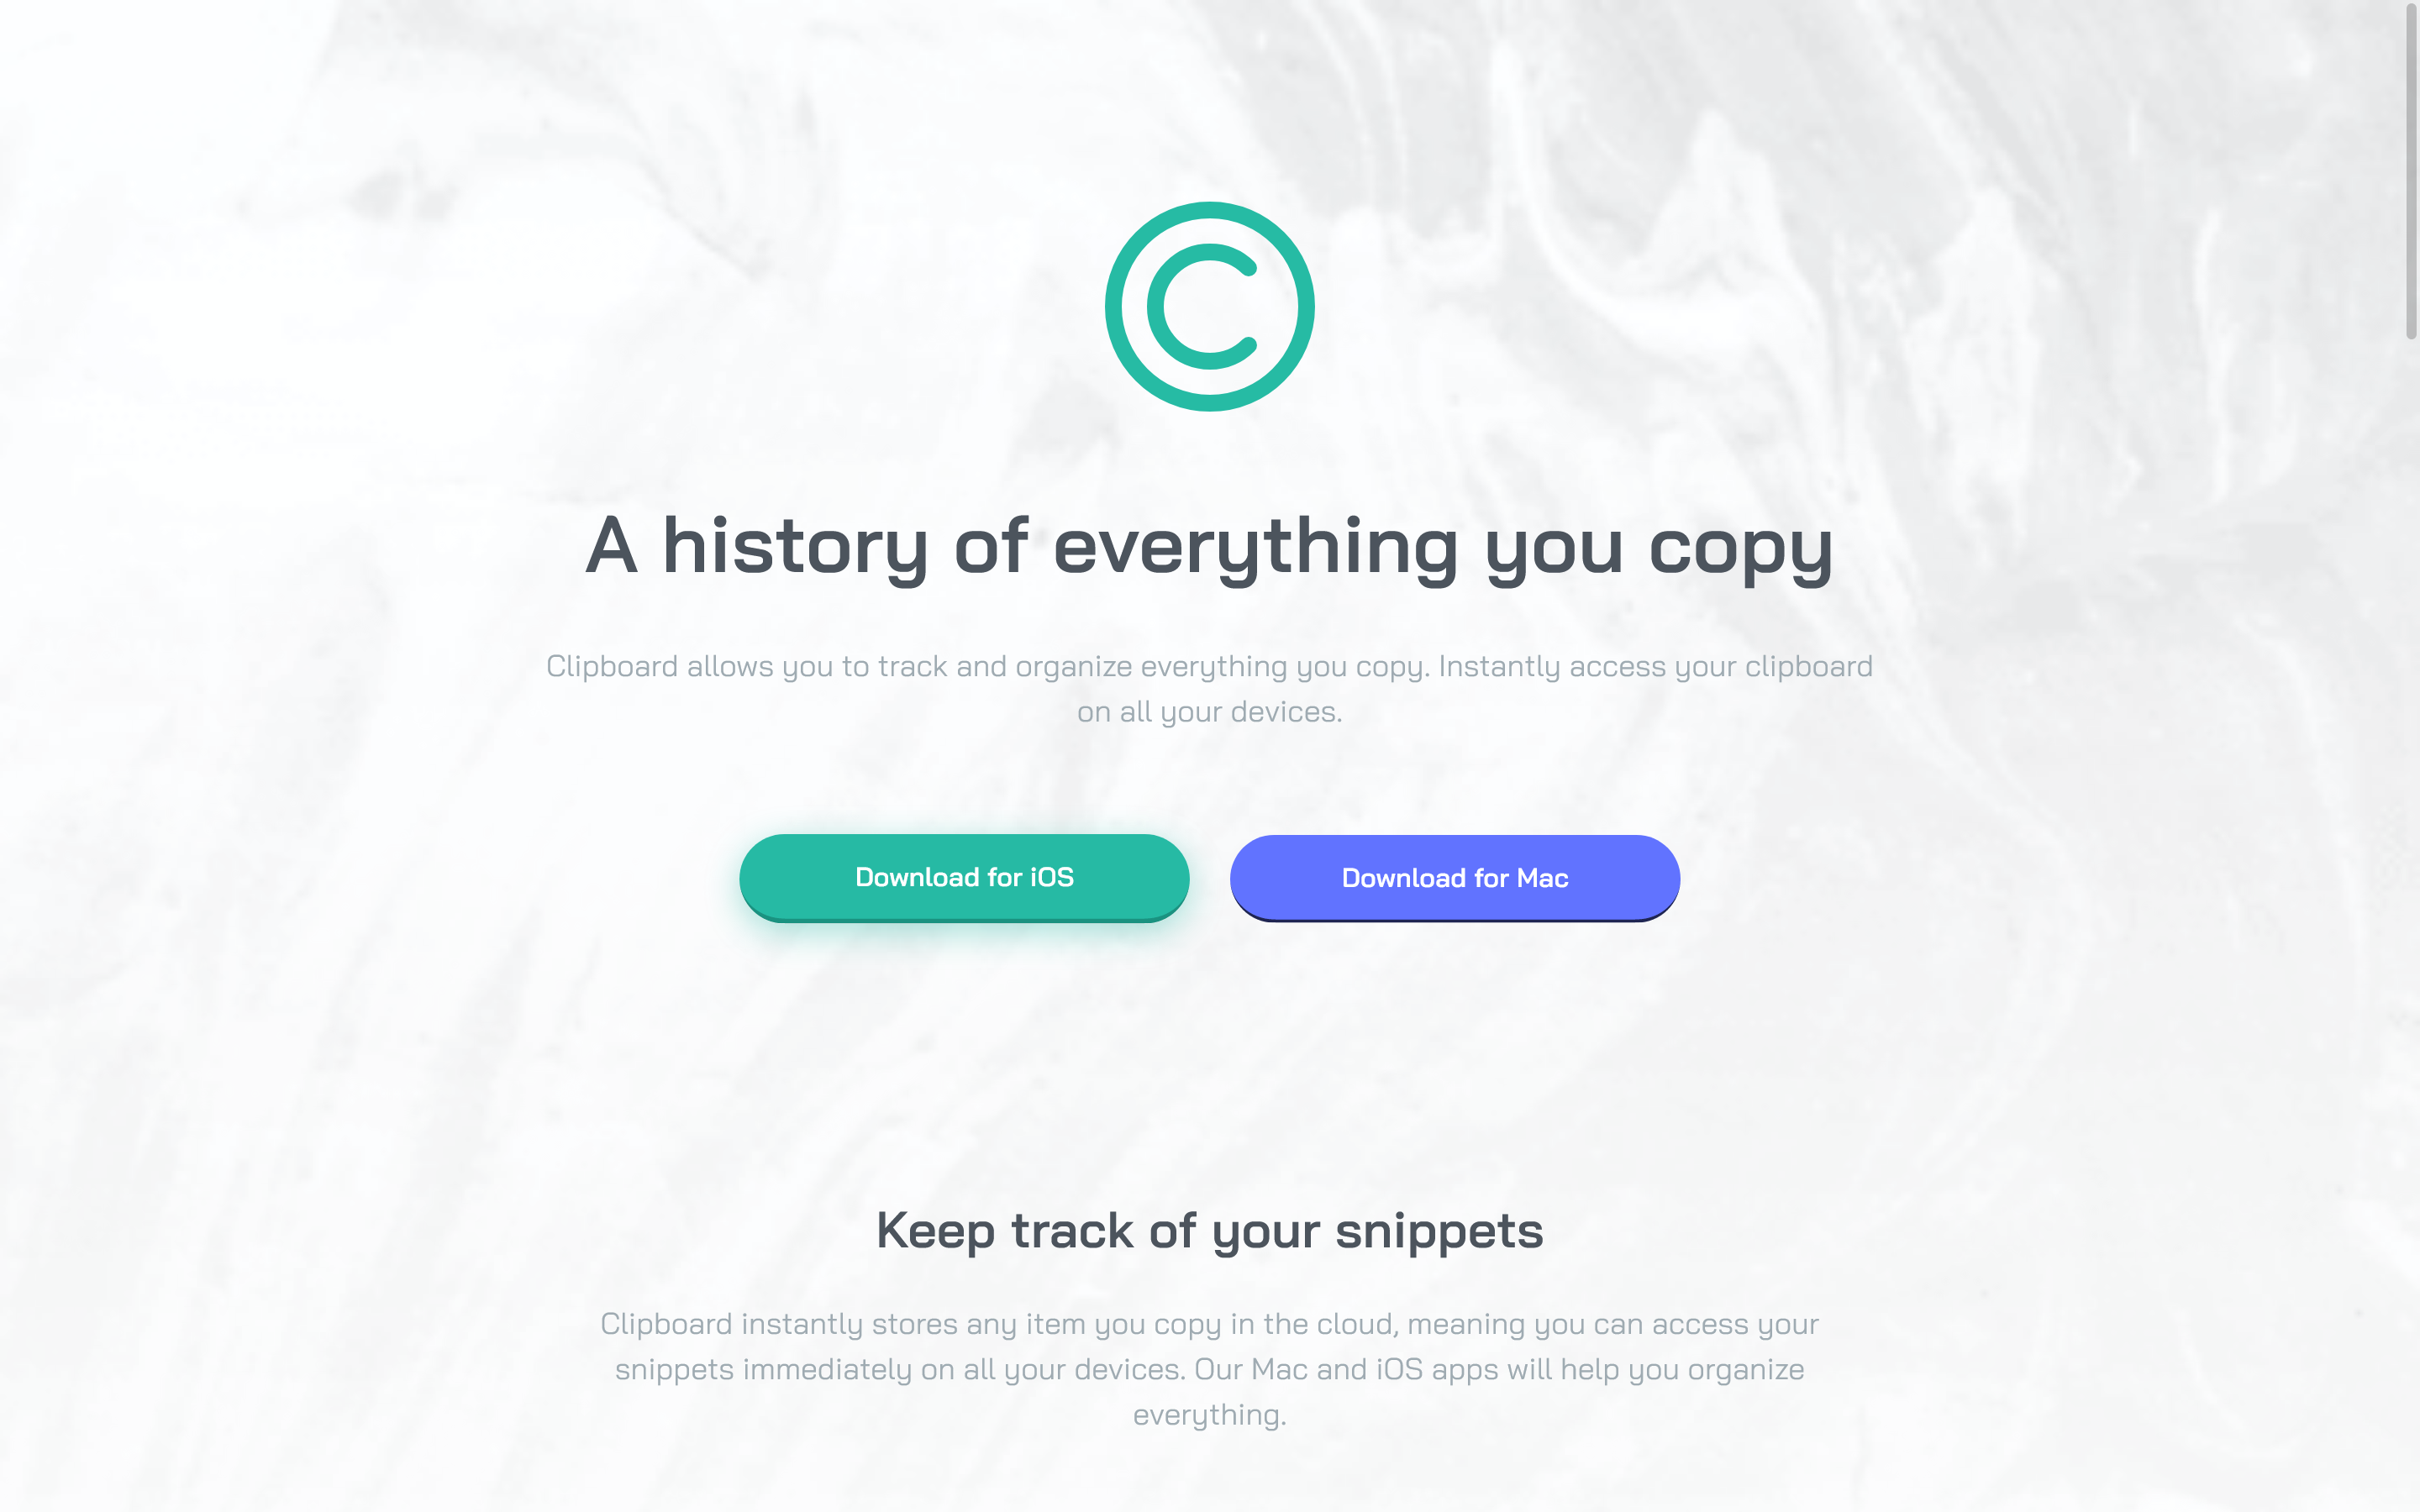 A history of everything you copy
Clipboard allows you to track and organize everything you copy. Instantly access your clipboard
on all your devices.
Download for iOS
Download for Mac
Keep track of your snippets
Clipboard instantly stores any item you copy in the cloud, meaning you can access your
snippets immediately on all your devices. Our Mac and iOS apps will help you organize
everything.